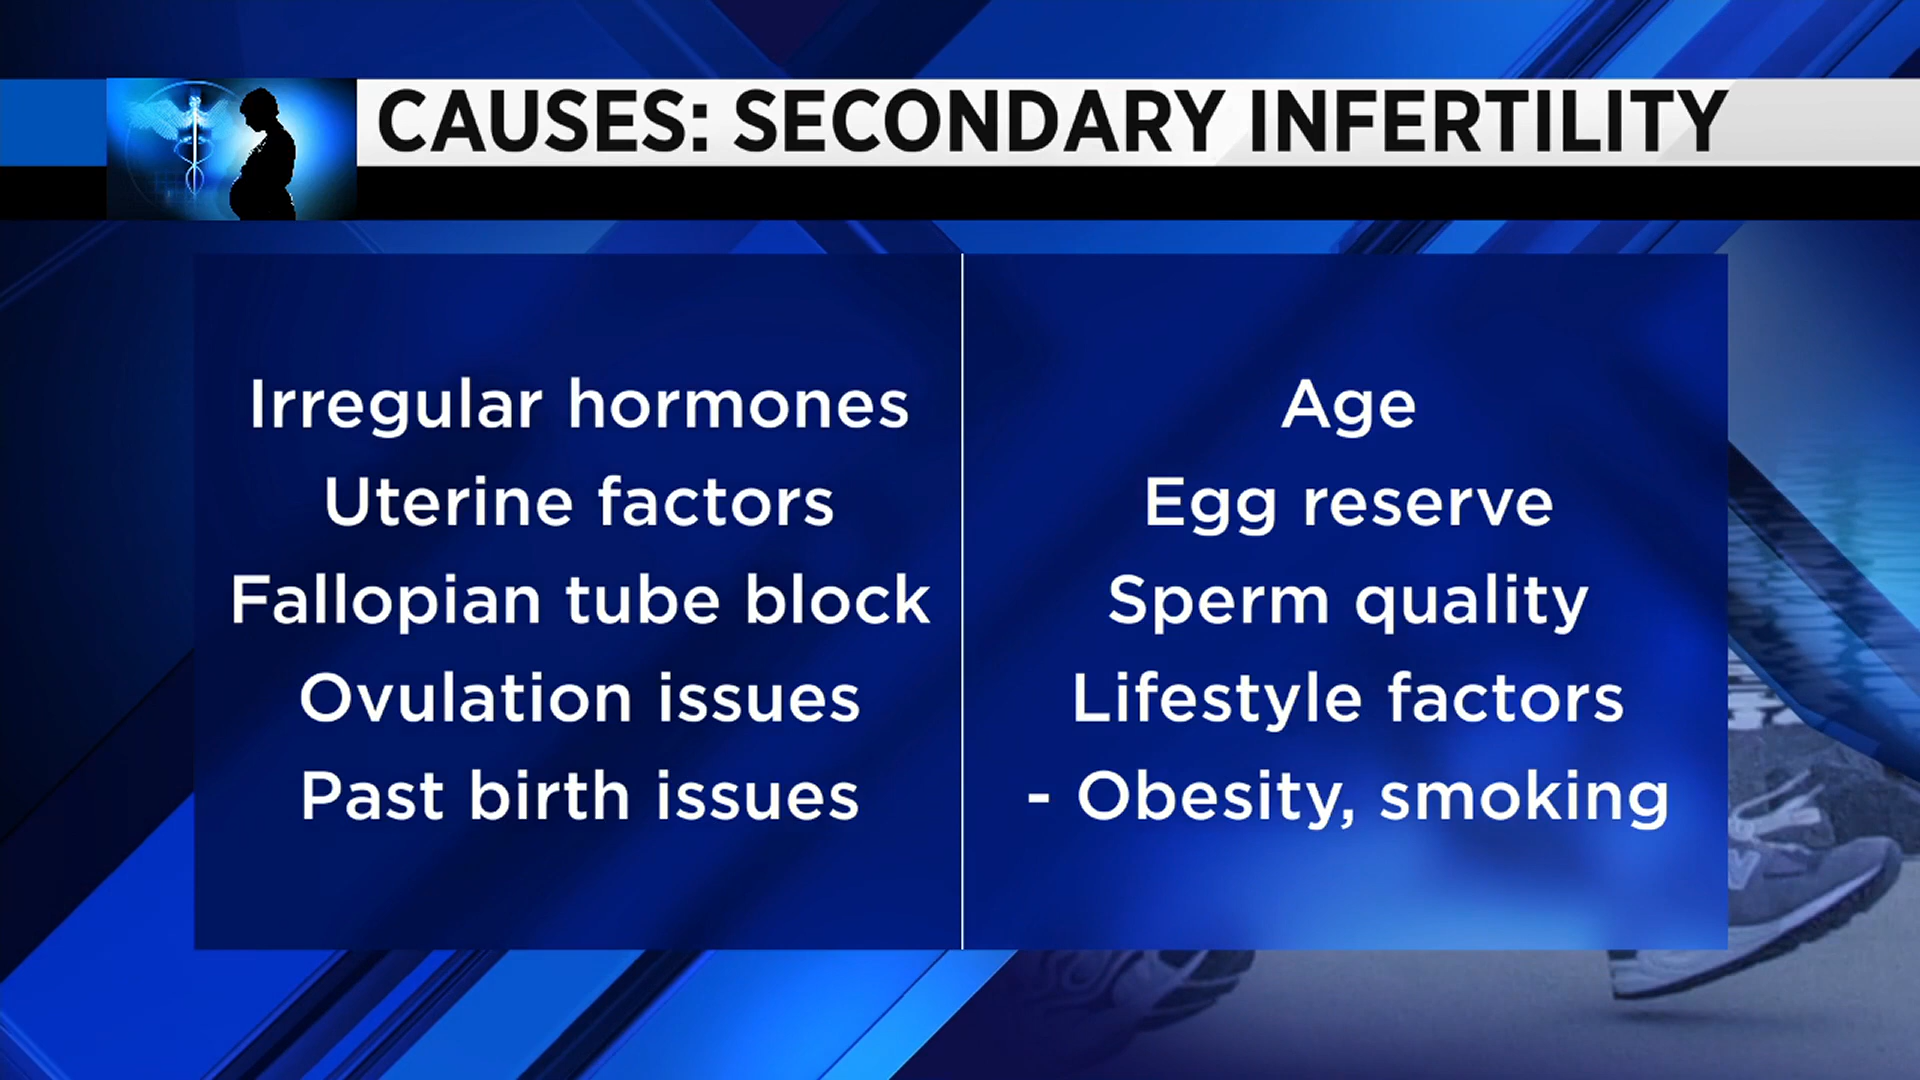 CAUSES: SECONDARY INFERTILITY
Irregular hormones
Uterine factors
Fallopian tube block
Ovulation issues
Past birth issues
Age
Egg reserve
Sperm quality
Lifestyle factors
- Obesity, smoking